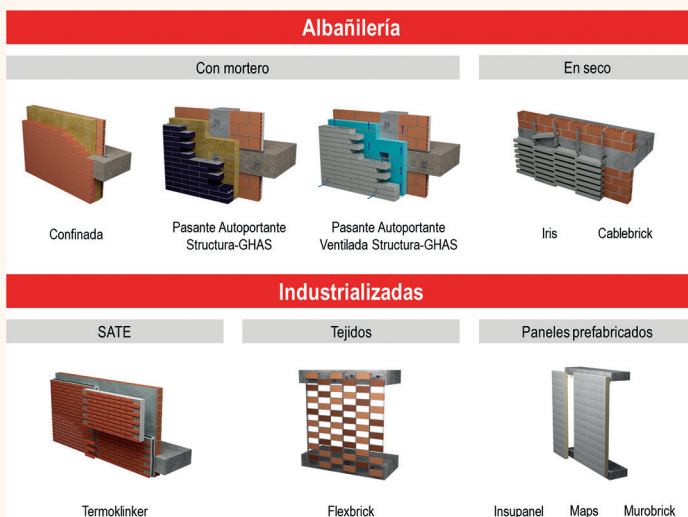 Albañilería
Con mortero
En seco
Confinada
Pasante Autoportante
Structura-GHAS
Pasante Autoportante
Ventilada Structura-GHAS
Iris
Cablebrick
Industrializadas
SATE
Tejidos
Paneles prefabricados
Termoklinker
Flexbrick
Insupanel
Maps
Murobrick